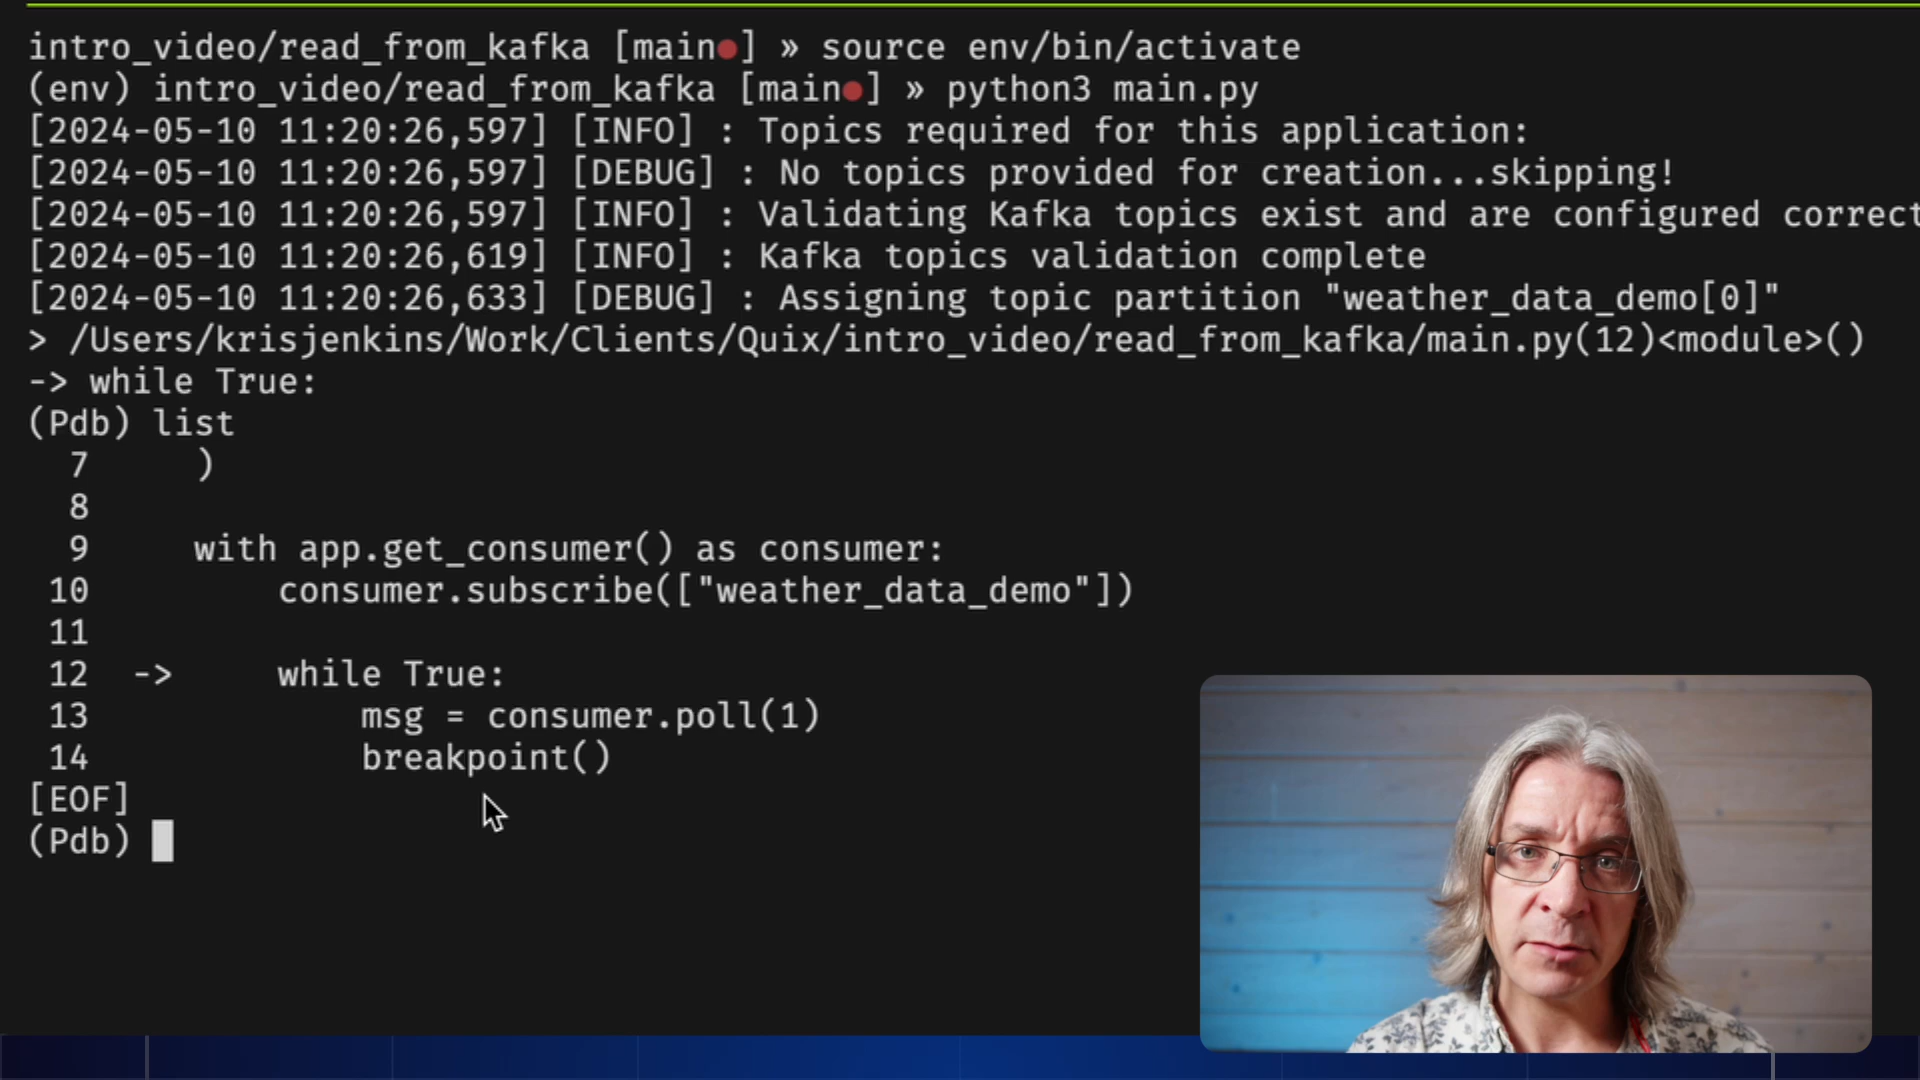 intro_video/read_from_kafka [main●] » source env/bin/activate
(env) intro_video/read_from_kafka [main●] » python3 main.py
[2024-05-10 11:20:26,597] [INFO] : Topics required for this application:
[2024-05-10 11:20:26,597] [DEBUG] : No topics provided for creation...skipping!
[2024-05-10 11:20:26,597] [INFO] : Validating Kafka topics exist and are configured correct
[2024-05-10 11:20:26,619] [INFO] : Kafka topics validation complete
[2024-05-10 11:20:26,633] [DEBUG] : Assigning topic partition "weather_data_demo[0]"
> /Users/krisjenkins/Work/Clients/Quix/intro_video/read_from_kafka/main.py(12)<module>()
-> while True:
(Pdb) list
7 )
8
9 with app.get_consumer() as consumer:
10 consumer.subscribe(["weather_data_demo"])
11
12 -> while True:
13 msg = consumer.poll(1)
14 breakpoint()
[EOF]
(Pdb)